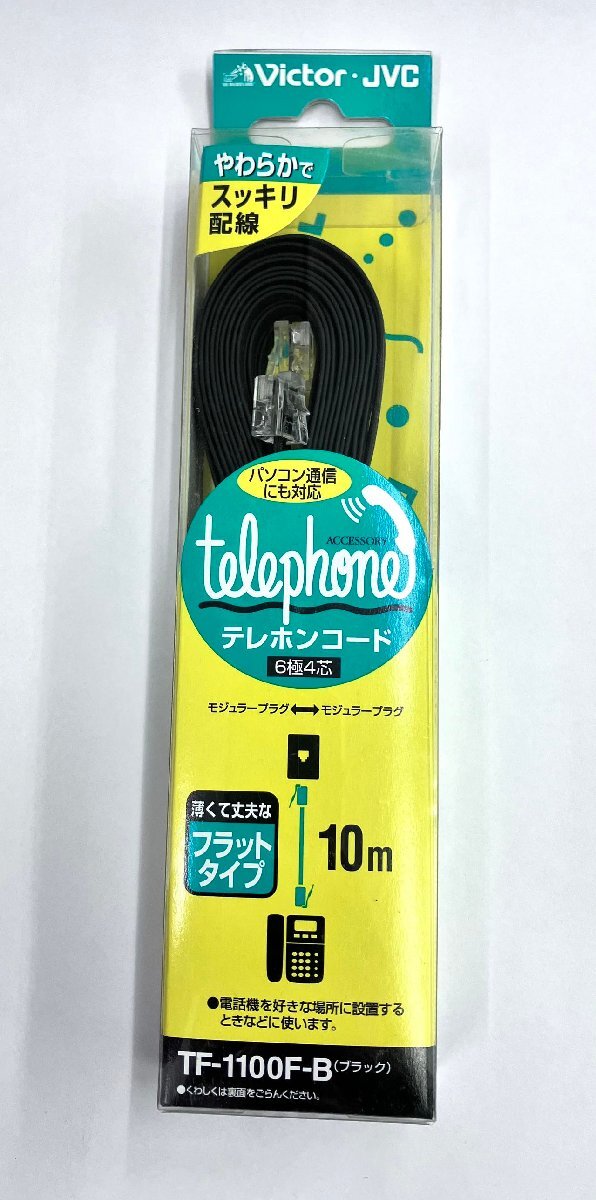 Victor・JVC
やわらかで
スッキリ
配線
パソコン通信
にも対応
ACCESSORY
telephone
テレホンコード
6極4芯
モジュラープラグ⟷モジュラープラグ
薄くて丈夫な
フラット
タイプ
10m
●電話機を好きな場所に設置する
ときなどに使います。
TF-1100F-B(ブラック)
●くわしくは裏面をごらんください。